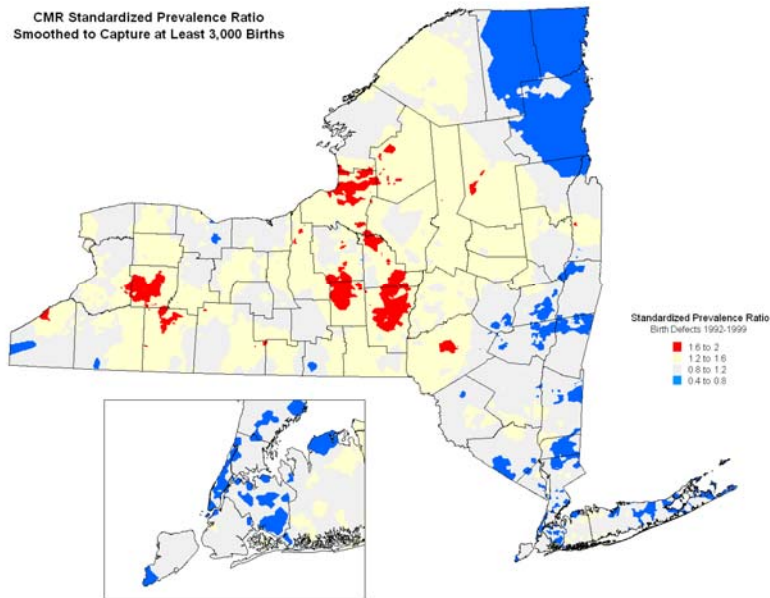 CMR Standardized Prevalence Ratio
Smoothed to Capture at Least 3,000 Births
Standardized Prevalence Ratio
Birth Defects 1992-1999
1.6 to 2
1.2 to 1.6
0.8 to 1.2
0.4 to 0.8